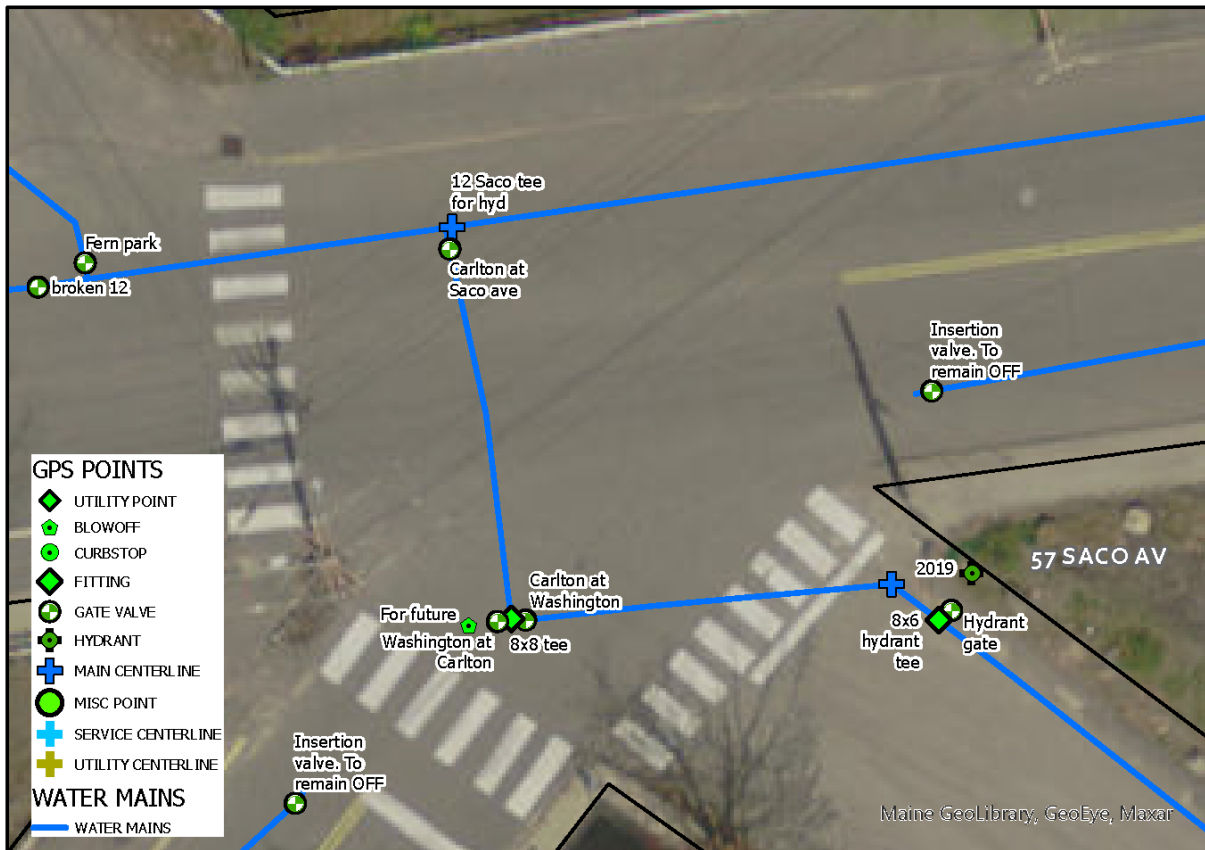 12 Saco tee
for hyd
Fern park
broken 12
Carlton at
Saco ave
Insertion
valve. To
remain OFF
GPS POINTS
UTILITY POINT
BLOWOFF
CURBSTOP
FITTING
GATE VALVE
HYDRANT
MAIN CENTERLINE
MISC POINT
SERVICE CENTERLINE
UTILITY CENTERLINE
WATER MAINS
WATER MAINS
57 SACO AV
2019
Carlton at
Washington
For future
Washington at
Carlton
8x8 tee
8x6
hydrant
tee
Hydrant
gate
Insertion
valve. To
remain OFF
Maine GeoLibrary, GeoEye, Maxar